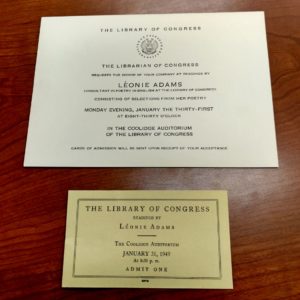 THE LIBRARY OF CONGRESS
THE LIBRARIAN OF CONGRESS
REQUESTS THE HONOR OF YOUR COMPANY AT READINGS BY
LÉONIE ADAMS
CONSULTANT IN POETRY IN ENGLISH AT THE LIBRARY OF CONGRESS
CONSISTING OF SELECTIONS FROM HER POETRY
MONDAY EVENING, JANUARY THE THIRTY-FIRST
AT EIGHT-THIRTY O'CLOCK
IN THE COOLIDGE AUDITORIUM
OF THE LIBRARY OF CONGRESS
CARDS OF ADMISSION WILL BE SENT UPON RECEIPT OF YOUR ACCEPTANCE
THE LIBRARY OF CONGRESS
READINGS BY
LÉONIE ADAMS
THE COOLIDGE AUDITORIUM
JANUARY 31, 1949
At 8:30 p. m.
ADMIT ONE